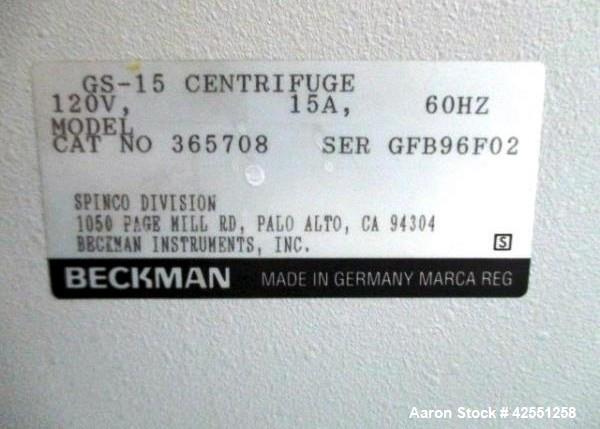 GS-15 CENTRIFUGE
120V, 15A, 60HZ
MODEL
CAT NO 365708 SER GFB96F02
SPINCO DIVISION
1050 PAGE MILL RD, PALO ALTO, CA 94304
BECKMAN INSTRUMENTS, INC.
S
BECKMAN MADE IN GERMANY MARCA REG
Aaron Stock # 42551258